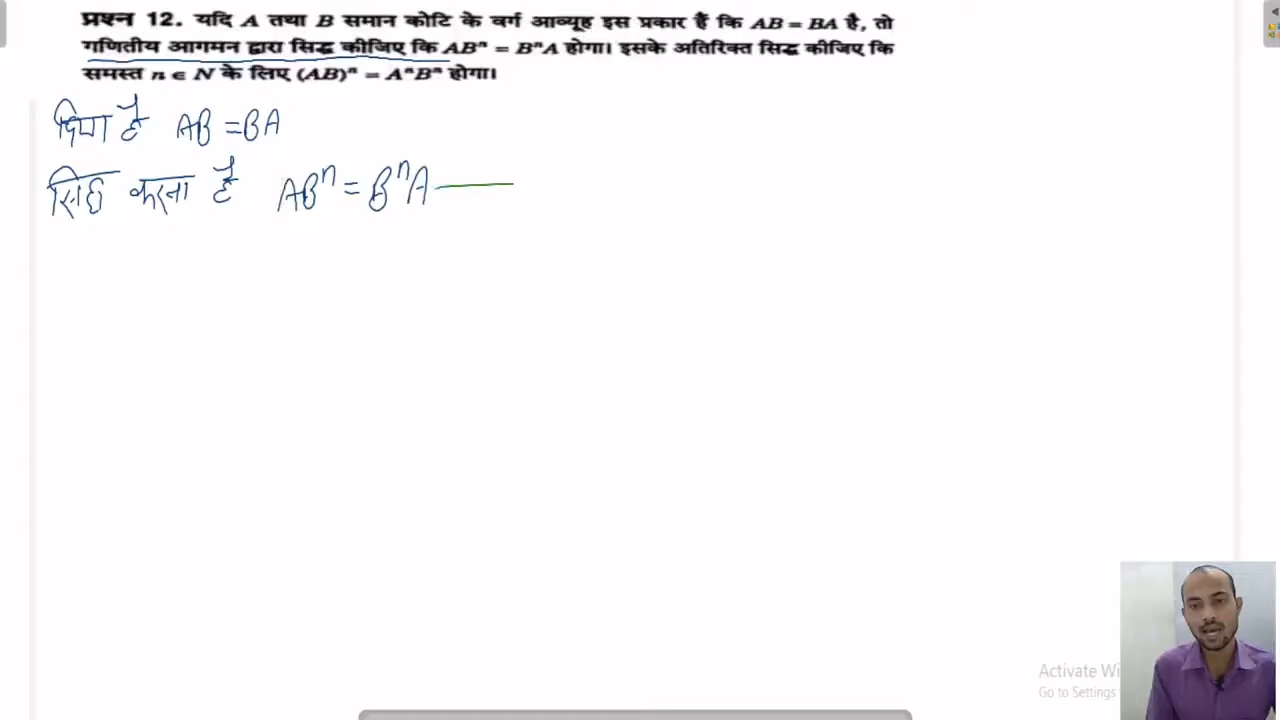 प्रश्न 12. यदि A तथा B समान कोटि के वर्ग आव्यूह इस प्रकार हैं कि AB = BA है, तो
गणितीय आगमन द्वारा सिद्ध कीजिए कि ABⁿ = BⁿA होगा। इसके अतिरिक्त सिद्ध कीजिए कि
समस्त n ∈ N के लिए (AB)ⁿ = AⁿBⁿ होगा।
दिया है AB = BA
सिद्ध करना है ABⁿ = BⁿA
Activate Wi
Go to Settings